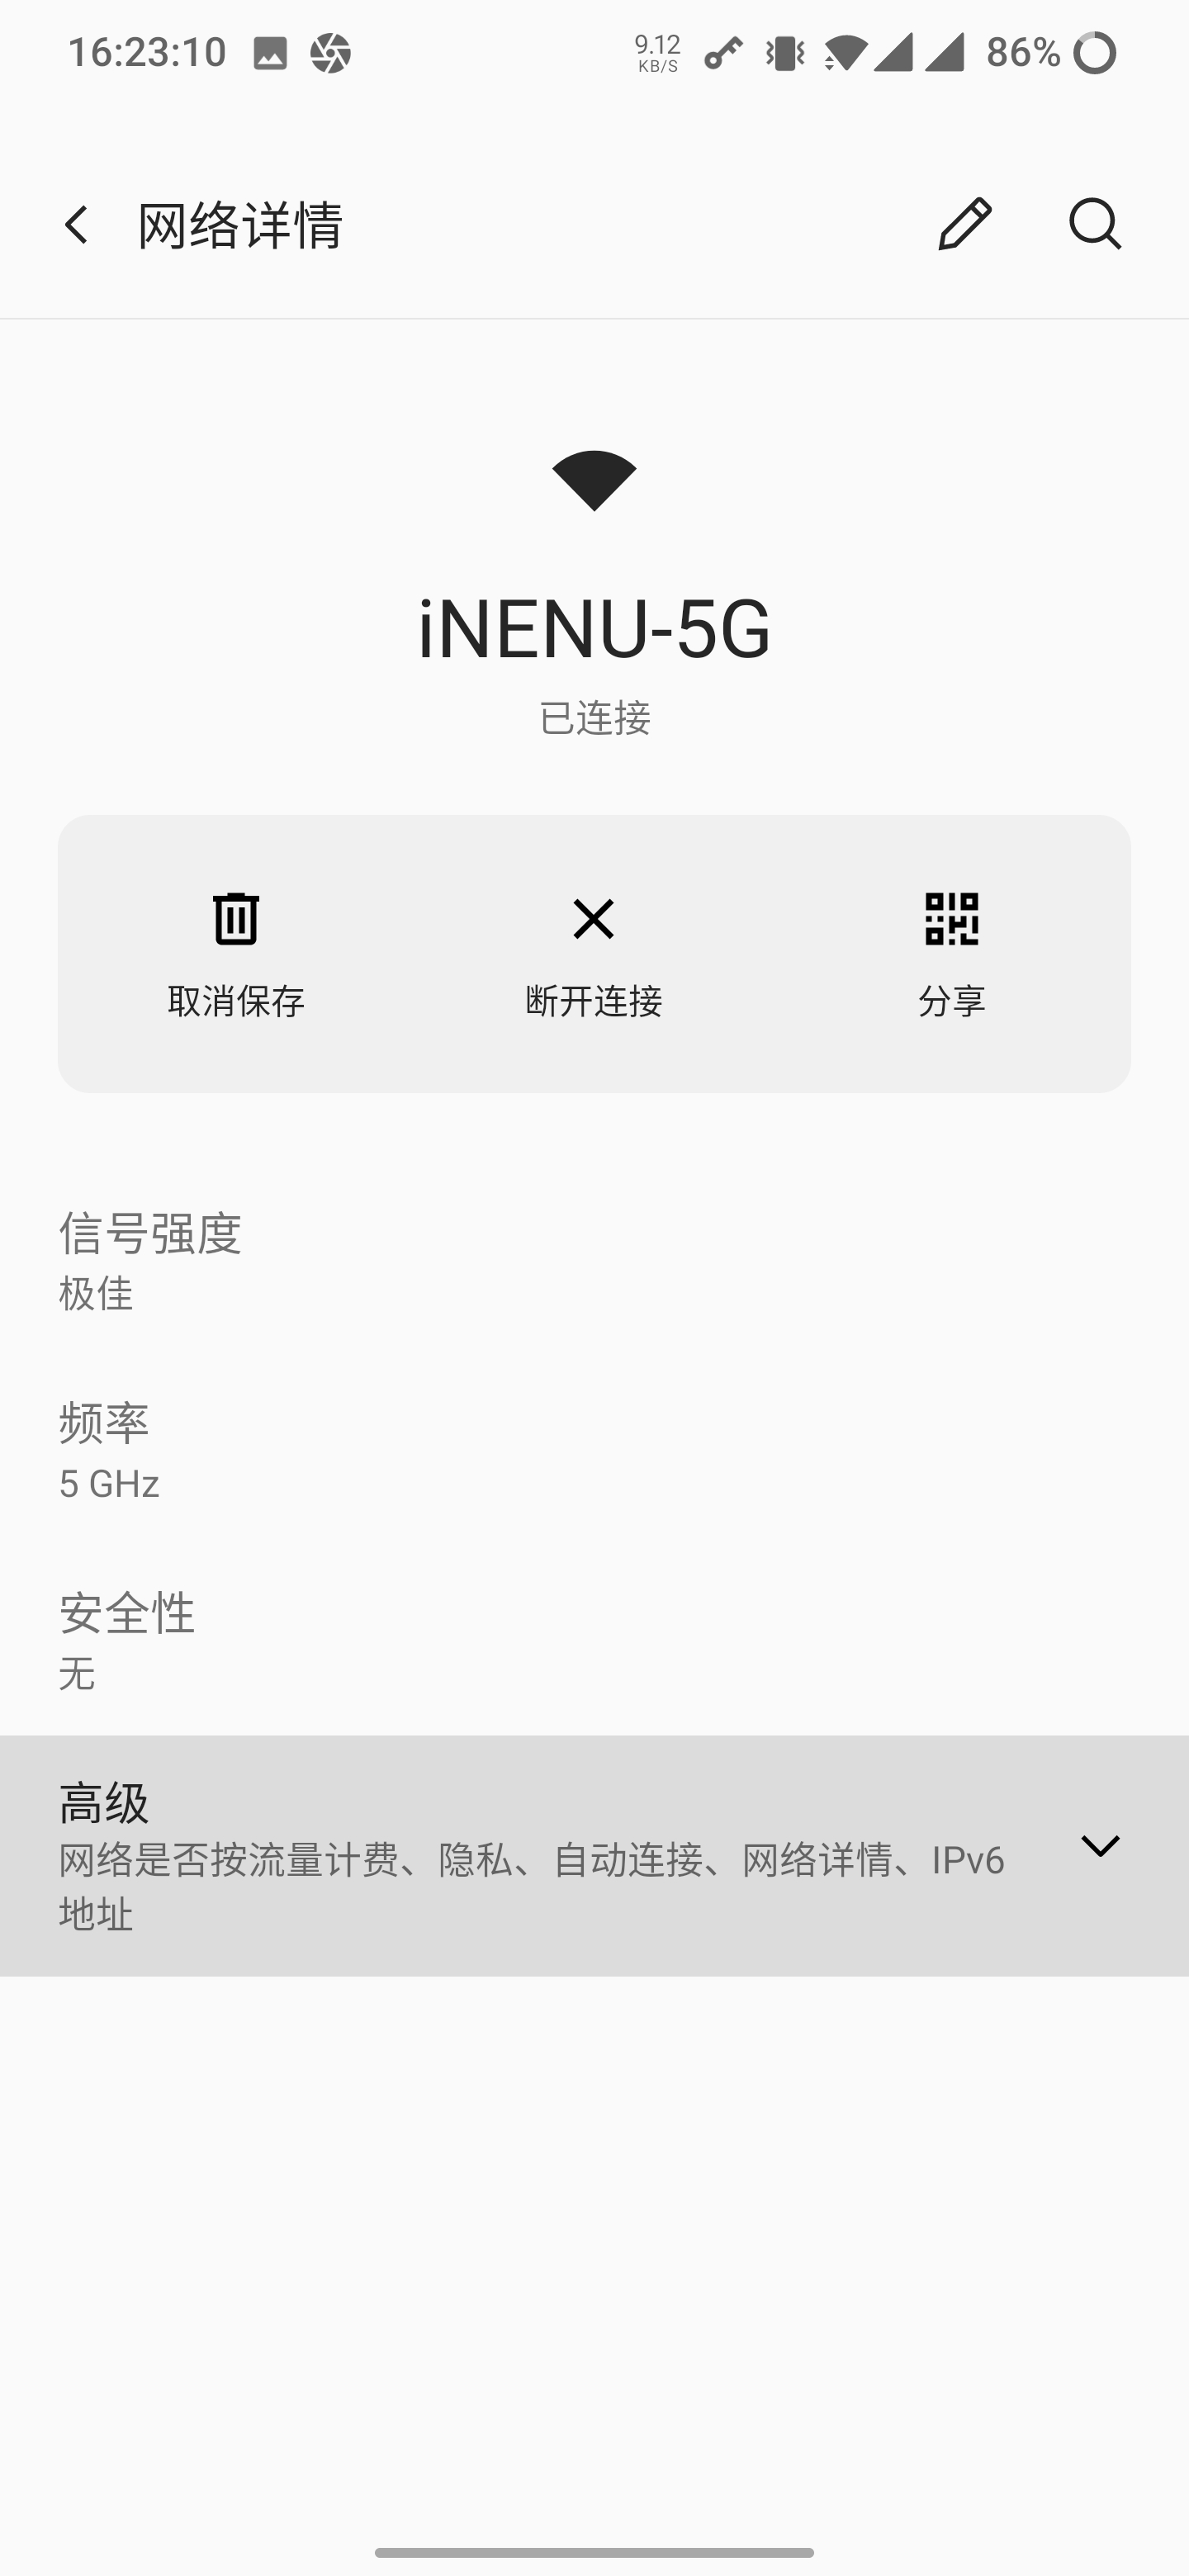 16:23:10 9.12 KB/S 86%
网络详情
iNENU-5G
已连接
取消保存 断开连接 分享
信号强度
极佳
频率
5 GHz
安全性
无
高级
网络是否按流量计费、隐私、自动连接、网络详情、IPv6
地址